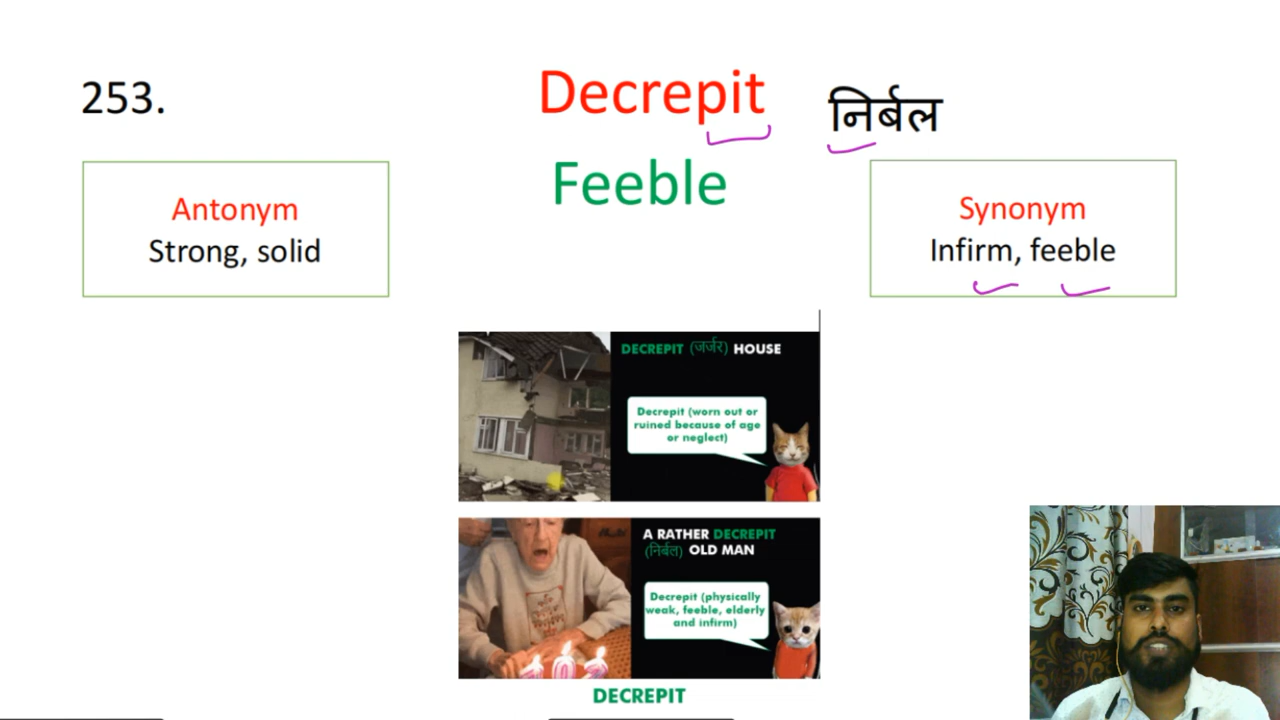 253.
Decrepit
निर्बल
Feeble
Antonym
Strong, solid
Synonym
Infirm, feeble
DECREPIT (जर्जर) HOUSE
Decrepit (worn out or
ruined because of age
or neglect)
A RATHER DECREPIT
(निर्बल) OLD MAN
Decrepit (physically
weak, feeble, elderly
and infirm)
DECREPIT